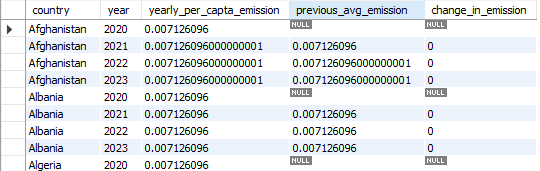 country year yearly_per_capta_emission previous_avg_emission change_in_emission
Afghanistan 2020 0.007126096 NULL NULL
Afghanistan 2021 0.007126096000000001 0.007126096 0
Afghanistan 2022 0.007126096000000001 0.007126096000000001 0
Afghanistan 2023 0.007126096000000001 0.007126096000000001 0
Albania 2020 0.007126096 NULL NULL
Albania 2021 0.007126096 0.007126096 0
Albania 2022 0.007126096 0.007126096 0
Albania 2023 0.007126096 0.007126096 0
Algeria 2020 0.007126096 NULL NULL